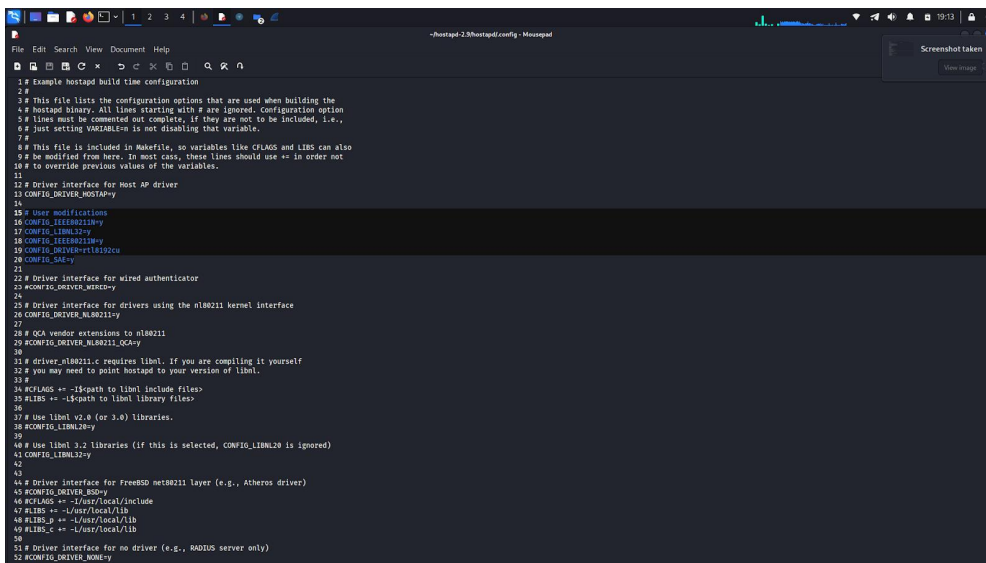 1 2 3 4
19:13
~/hostapd-2.9/hostapd/.config - Mousepad
File Edit Search View Document Help
Screenshot taken
View image
1 # Example hostapd build time configuration
2 #
3 # This file lists the configuration options that are used when building the
4 # hostapd binary. All lines starting with # are ignored. Configuration option
5 # lines must be commented out complete, if they are not to be included, i.e.,
6 # just setting VARIABLE=n is not disabling that variable.
7 #
8 # This file is included in Makefile, so variables like CFLAGS and LIBS can also
9 # be modified from here. In most cass, these lines should use += in order not
10 # to override previous values of the variables.
11
12 # Driver interface for Host AP driver
13 CONFIG_DRIVER_HOSTAP=y
14
15 # User modifications
16 CONFIG_IEEE80211N=y
17 CONFIG_LIBNL32=y
18 CONFIG_IEEE80211W=y
19 CONFIG_DRIVER=rtl8192cu
20 CONFIG_SAE=y
21
22 # Driver interface for wired authenticator
23 #CONFIG_DRIVER_WIRED=y
24
25 # Driver interface for drivers using the nl80211 kernel interface
26 CONFIG_DRIVER_NL80211=y
27
28 # QCA vendor extensions to nl80211
29 #CONFIG_DRIVER_NL80211_QCA=y
30
31 # driver_nl80211.c requires libnl. If you are compiling it yourself
32 # you may need to point hostapd to your version of libnl.
33 #
34 #CFLAGS += -I$<path to libnl include files>
35 #LIBS += -L$<path to libnl library files>
36
37 # Use libnl v2.0 (or 3.0) libraries.
38 #CONFIG_LIBNL20=y
39
40 # Use libnl 3.2 libraries (if this is selected, CONFIG_LIBNL20 is ignored)
41 CONFIG_LIBNL32=y
42
43
44 # Driver interface for FreeBSD net80211 layer (e.g., Atheros driver)
45 #CONFIG_DRIVER_BSD=y
46 #CFLAGS += -I/usr/local/include
47 #LIBS += -L/usr/local/lib
48 #LIBS_p += -L/usr/local/lib
49 #LIBS_c += -L/usr/local/lib
50
51 # Driver interface for no driver (e.g., RADIUS server only)
52 #CONFIG_DRIVER_NONE=y